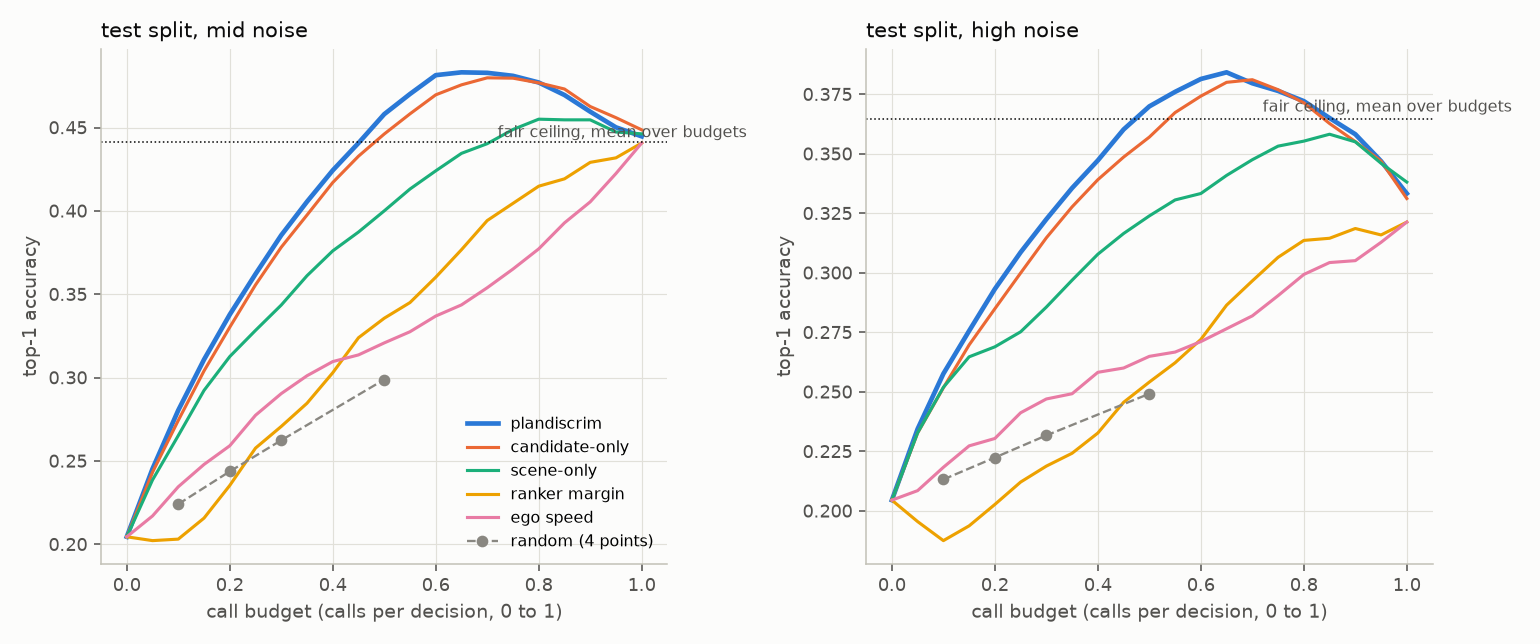 test split, mid noise
top-1 accuracy
0.45
0.40
0.35
0.30
0.25
0.20
fair ceiling, mean over budgets
plandiscrim
candidate-only
scene-only
ranker margin
ego speed
random (4 points)
0.0 0.2 0.4 0.6 0.8 1.0
call budget (calls per decision, 0 to 1)
test split, high noise
top-1 accuracy
0.375
0.350
0.325
0.300
0.275
0.250
0.225
0.200
fair ceiling, mean over budgets
0.0 0.2 0.4 0.6 0.8 1.0
call budget (calls per decision, 0 to 1)